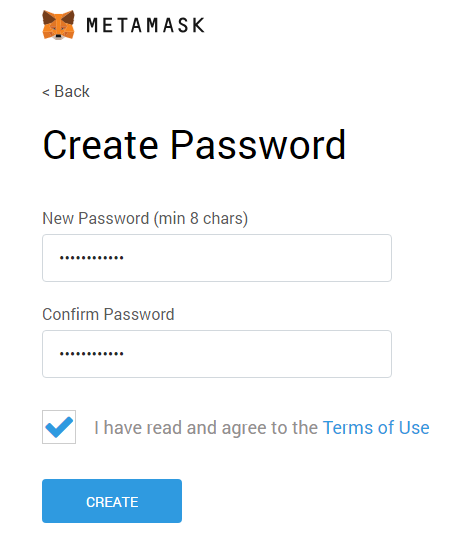 METAMASK
< Back
Create Password
New Password (min 8 chars)
••••••••••••
Confirm Password
••••••••••••
I have read and agree to the Terms of Use
CREATE